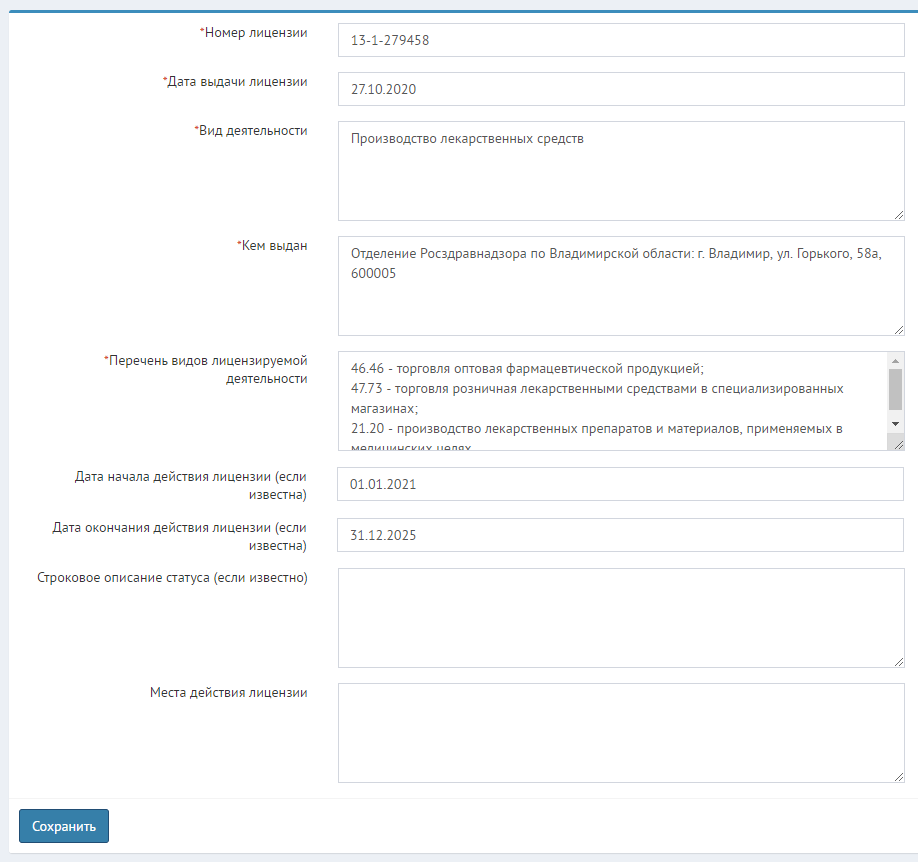 *Номер лицензии
13-1-279458
*Дата выдачи лицензии
27.10.2020
*Вид деятельности
Производство лекарственных средств
*Кем выдан
Отделение Росздравнадзора по Владимирской области: г. Владимир, ул. Горького, 58а,
600005
*Перечень видов лицензируемой
деятельности
46.46 - торговля оптовая фармацевтической продукцией;
47.73 - торговля розничная лекарственными средствами в специализированных
магазинах;
21.20 - производство лекарственных препаратов и материалов, применяемых в
медицинских целях
Дата начала действия лицензии (если
известна)
01.01.2021
Дата окончания действия лицензии (если
известна)
31.12.2025
Строковое описание статуса (если известно)
Места действия лицензии
Сохранить